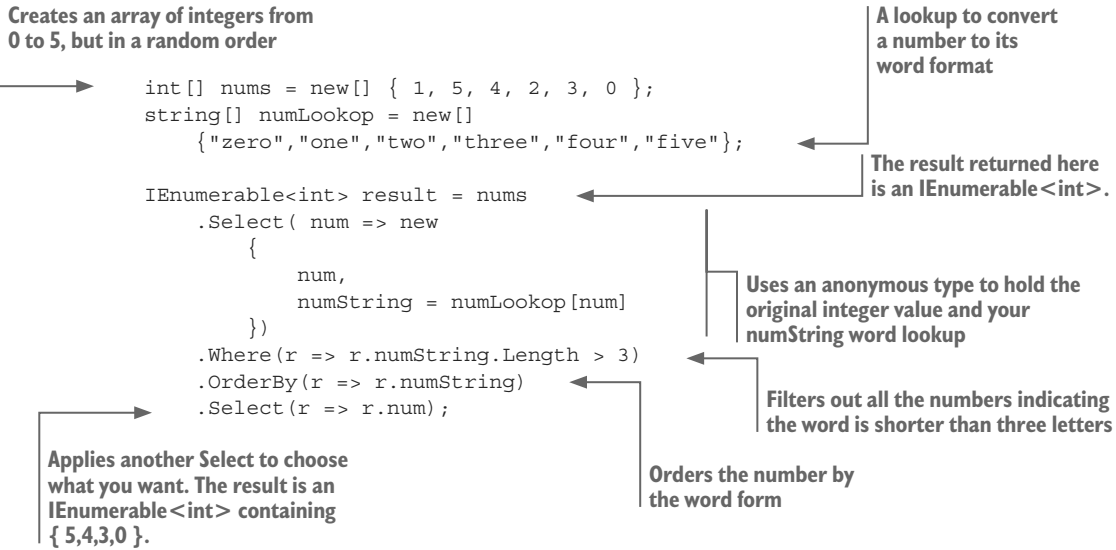 Creates an array of integers from
0 to 5, but in a random order
A lookup to convert
a number to its
word format
int[] nums = new[] { 1, 5, 4, 2, 3, 0 };
string[] numLookop = new[]
{"zero","one","two","three","four","five"};
The result returned here
is an IEnumerable<int>.
IEnumerable<int> result = nums
.Select( num => new
{
num,
numString = numLookop[num]
})
Uses an anonymous type to hold the
original integer value and your
numString word lookup
.Where(r => r.numString.Length > 3)
.OrderBy(r => r.numString)
.Select(r => r.num);
Filters out all the numbers indicating
the word is shorter than three letters
Orders the number by
the word form
Applies another Select to choose
what you want. The result is an
IEnumerable<int> containing
{ 5,4,3,0 }.